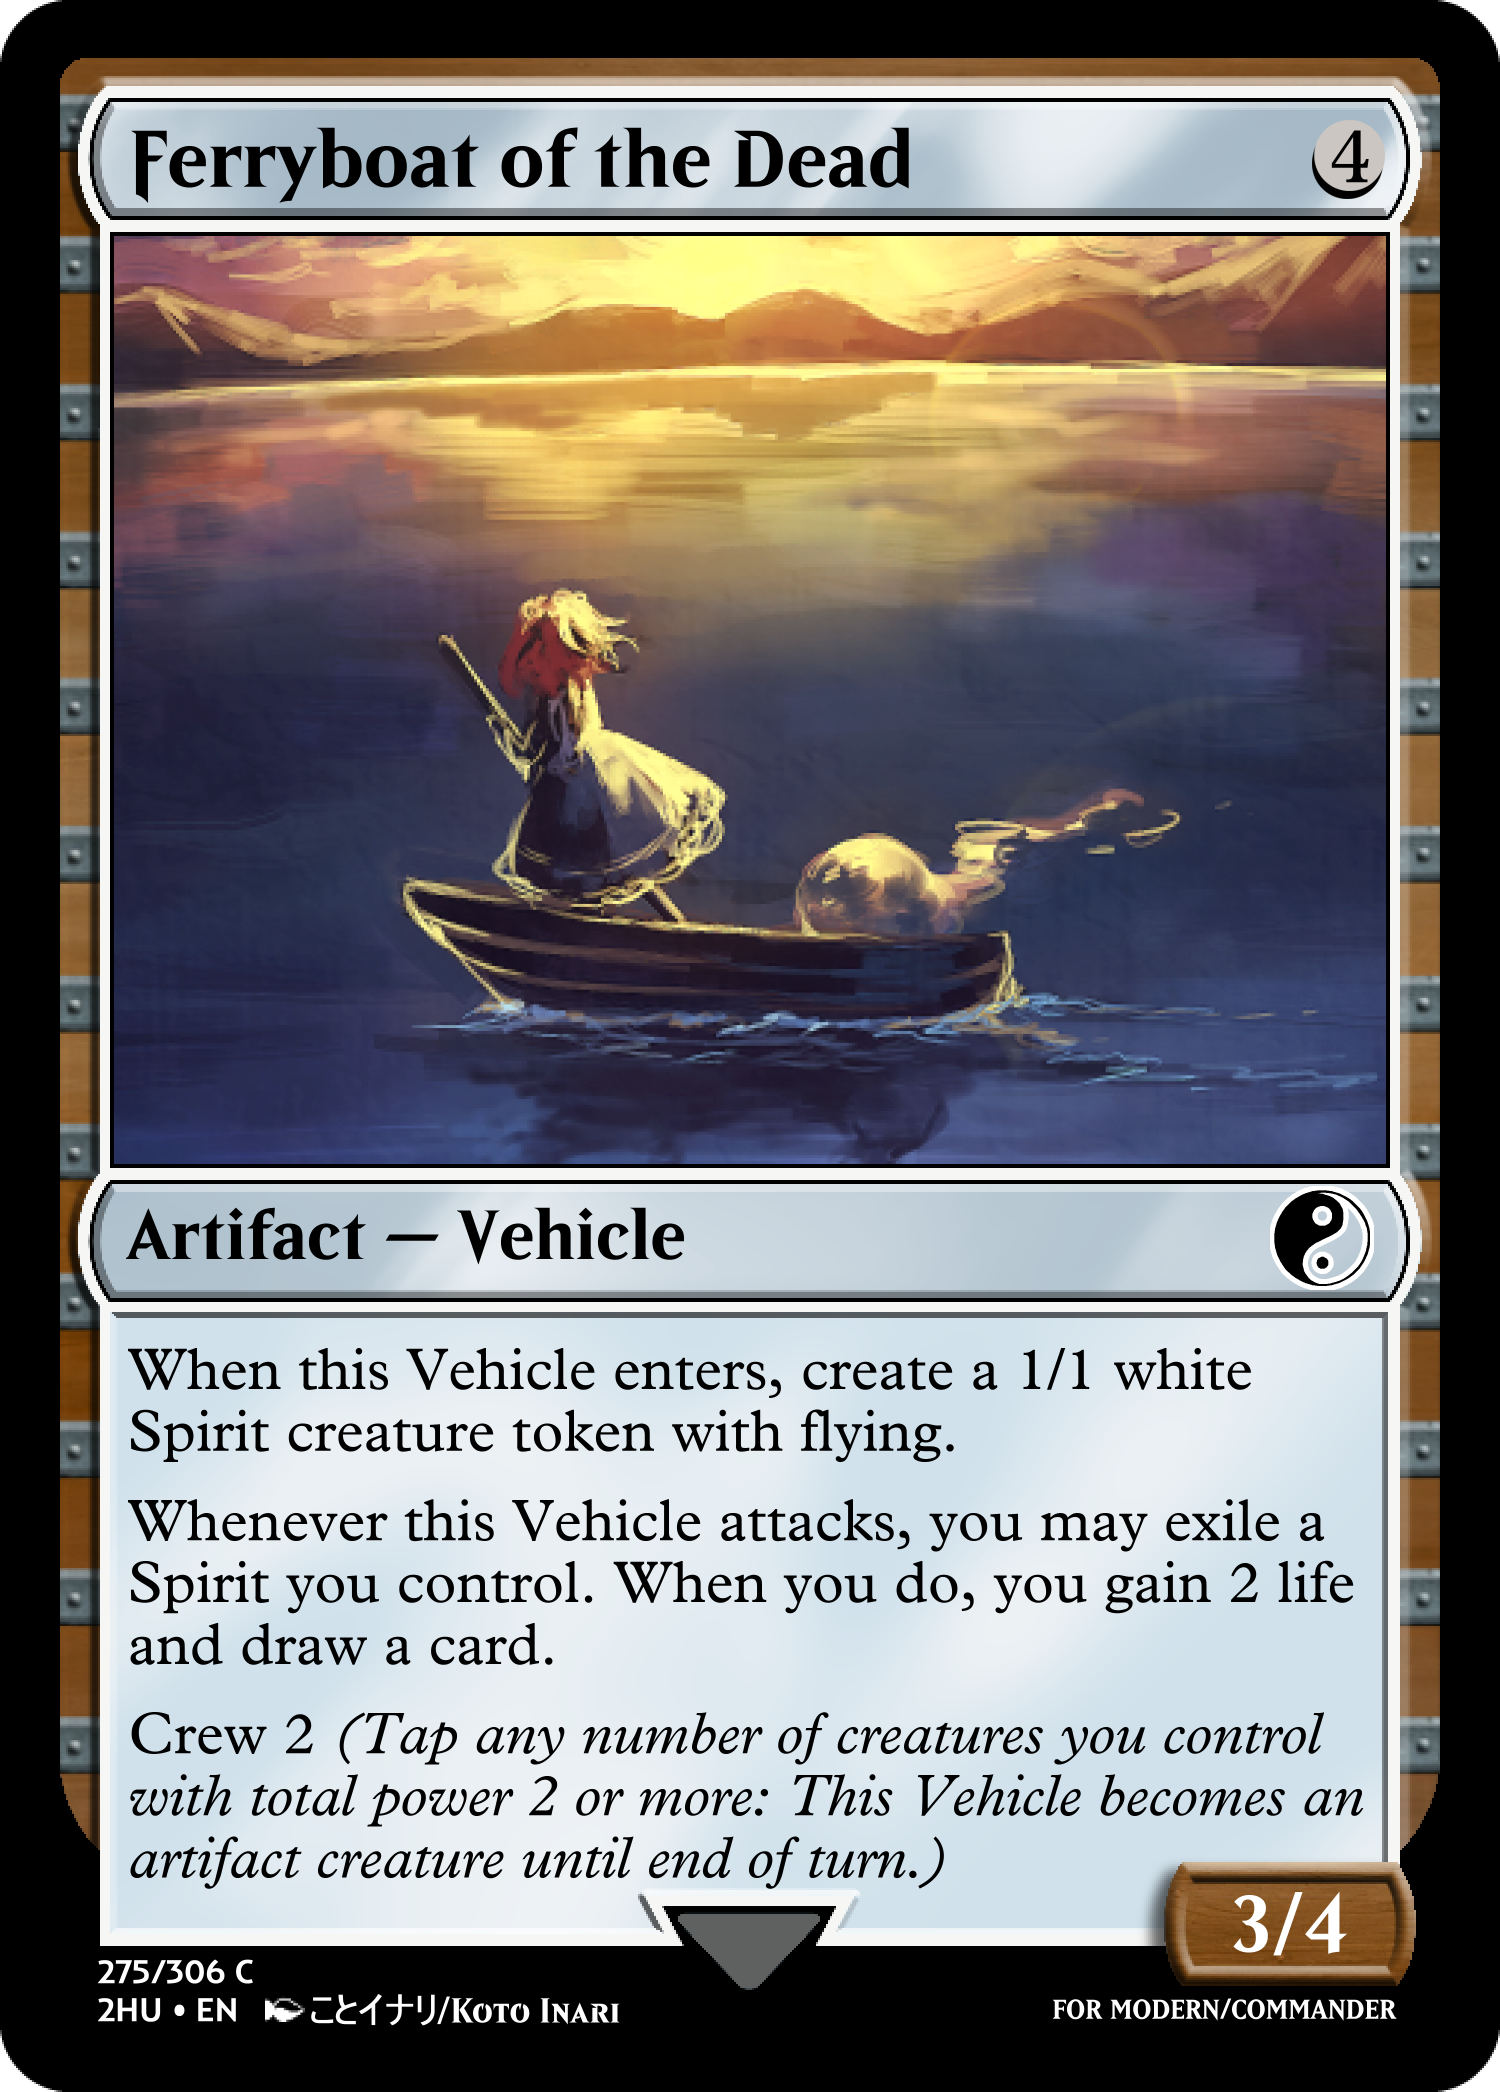 Ferryboat of the Dead 4
Artifact — Vehicle
When this Vehicle enters, create a 1/1 white
Spirit creature token with flying.
Whenever this Vehicle attacks, you may exile a
Spirit you control. When you do, you gain 2 life
and draw a card.
Crew 2 (Tap any number of creatures you control
with total power 2 or more: This Vehicle becomes an
artifact creature until end of turn.)
3/4
275/306 C
2HU • EN ことイナリ/Koto Inari
FOR MODERN/COMMANDER